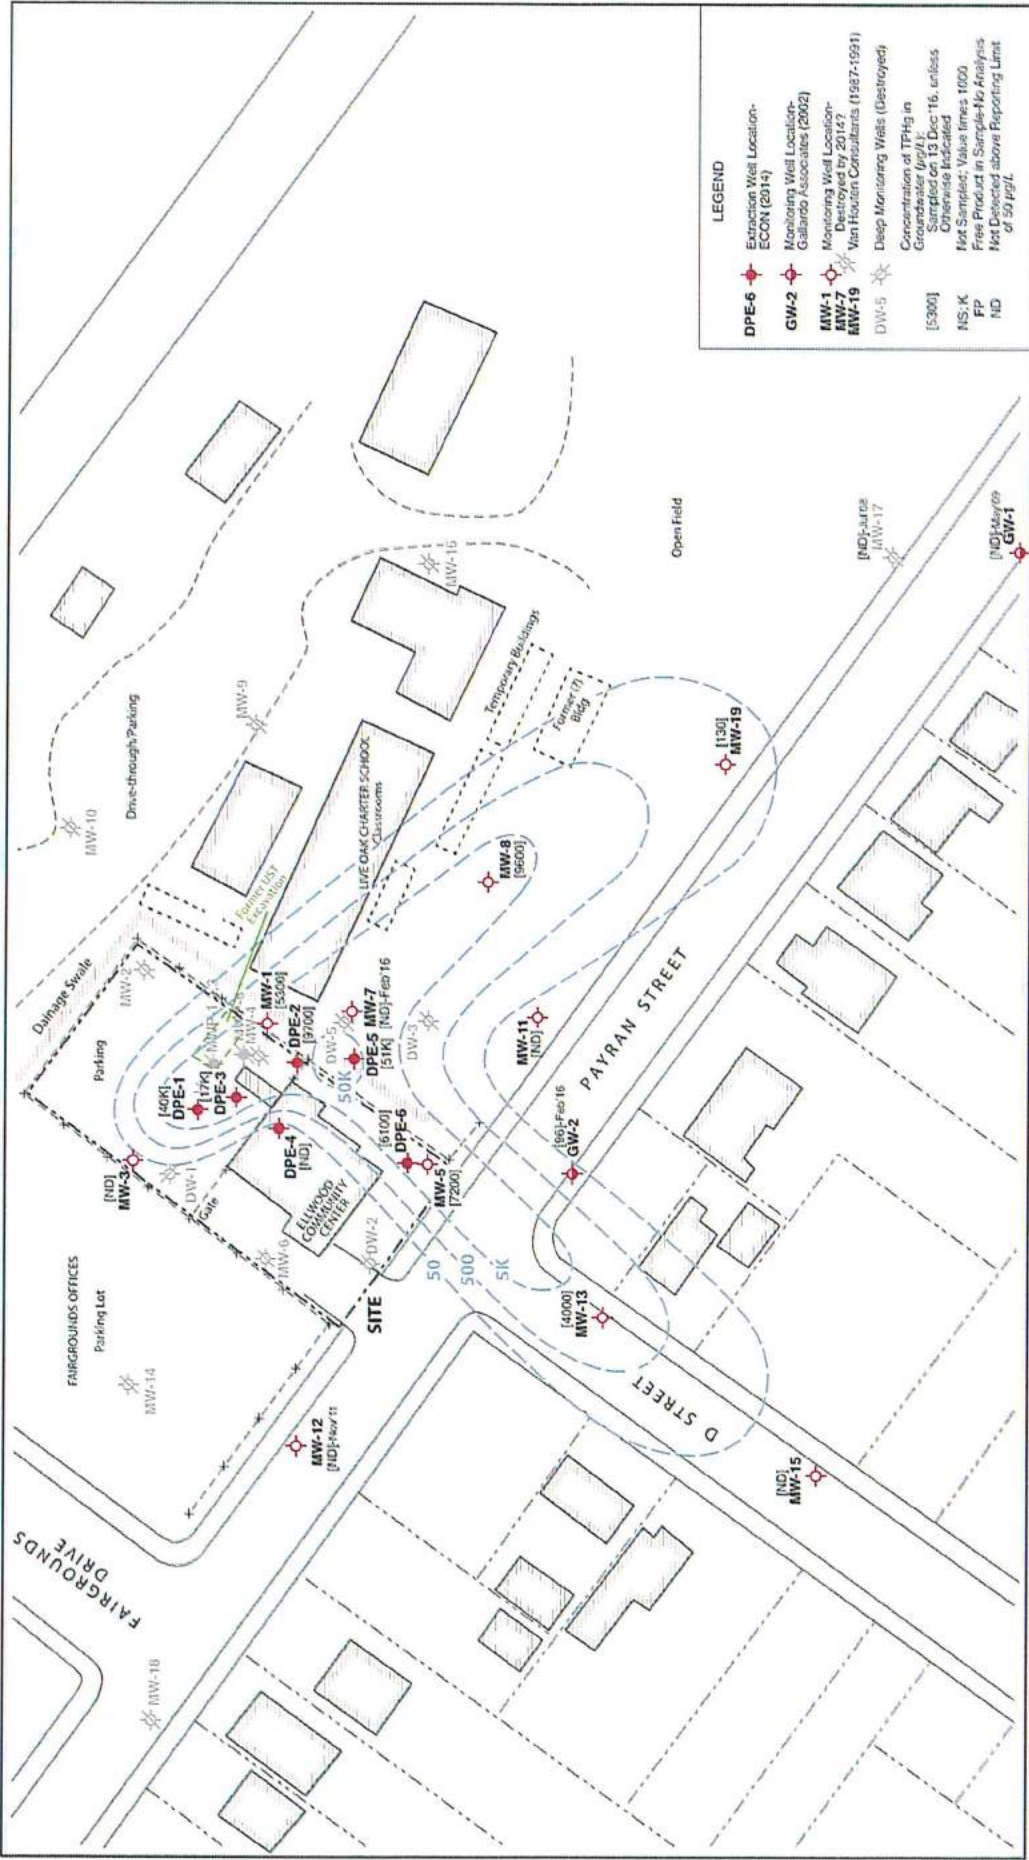 LEGEND
DPE-6 Extraction Well Location-
ECON (2014)
GW-2 Monitoring Well Location-
Gallardo Associates (2002)
MW-1 Monitoring Well Location-
MW-7 Destroyed by 2014?
MW-19 Van Houten Consultants (1987-1991)
DW-5 Deep Monitoring Wells (Destroyed)
Concentration of TPHg in
Groundwater (µg/L):
[5300] Sampled on 13 Dec '16, unless
Otherwise Indicated
NS:K Not Sampled; Value times 1000
FP Free Product in Sample-No Analysis
ND Not Detected above Reporting Limit
of 50 µg/L
FAIRGROUNDS
DRIVE
MW-18
FAIRGROUNDS OFFICES
Parking Lot
MW-14
MW-12
[ND]-Nov'11
[ND]
MW-3
DW-1
Gate
MW-6
DW-2
SITE
ELLWOOD
COMMUNITY
CENTER
Parking
Dainage Swale
MW-2
[40K]
DPE-1
[17K]
DPE-3
DPE-4
[ND]
MW-4
MW-1
[5300]
DPE-2
[9700]
DW-5
DPE-5
[51K]
MW-7
[ND]-Feb'16
50K
DW-3
[6100]
DPE-6
MW-5
[7200]
50
500
5K
Former UST
Excavation
LIVE OAK CHARTER SCHOOL
Classrooms
Drive-through/Parking
MW-10
MW-9
MW-16
Temporary Buildings
Former (?)
Bldg
Open Field
MW-8
[9600]
MW-11
[ND]
[130]
MW-19
[ND]-Jul'08
MW-17
[ND]-May'09
GW-1
PAYRAN STREET
[96]-Feb'16
GW-2
[4000]
MW-13
D STREET
[ND]
MW-15